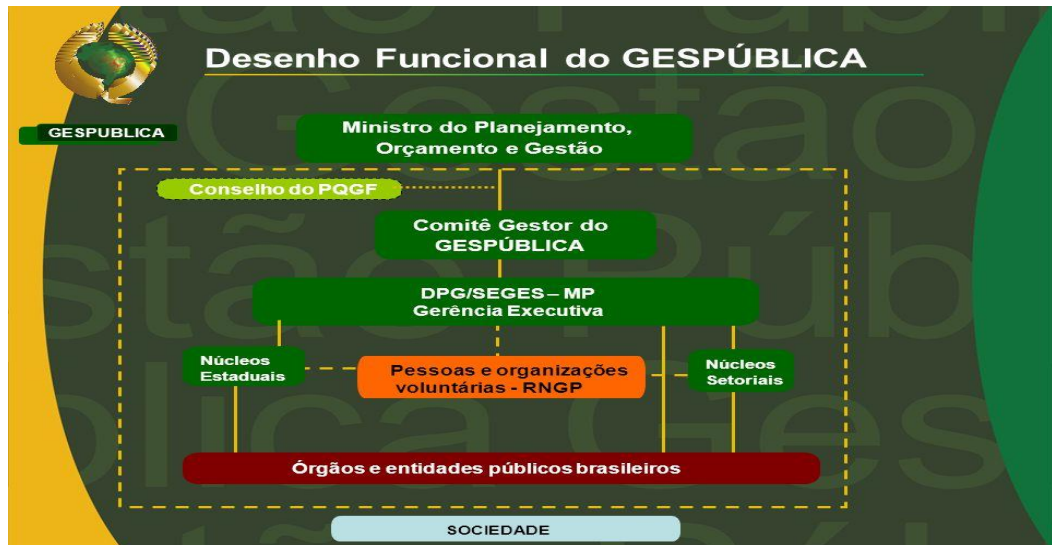 Desenho Funcional do GESPÚBLICA
GESPUBLICA
Ministro do Planejamento,
Orçamento e Gestão
Conselho do PQGF
Comitê Gestor do
GESPÚBLICA
DPG/SEGES – MP
Gerência Executiva
Núcleos
Estaduais
Pessoas e organizações
voluntárias - RNGP
Núcleos
Setoriais
Órgãos e entidades públicos brasileiros
SOCIEDADE